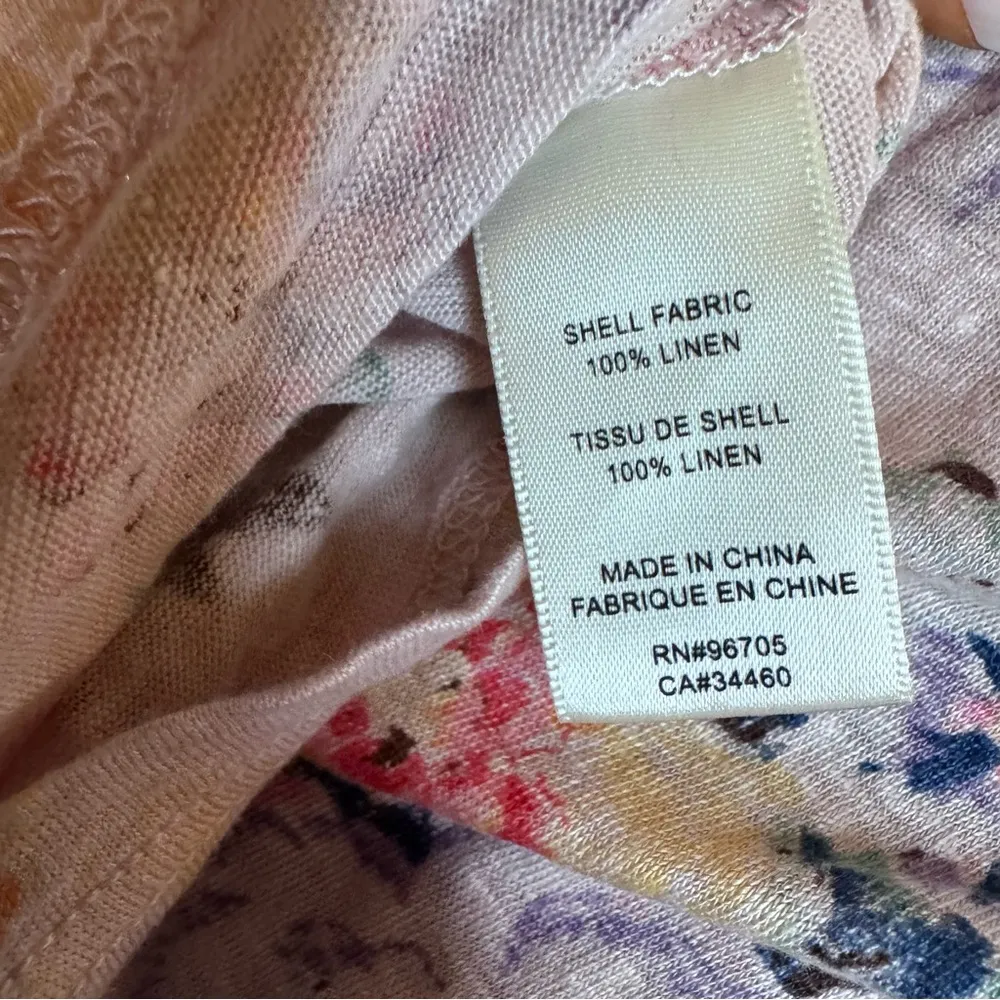 SHELL FABRIC
100% LINEN
TISSU DE SHELL
100% LINEN
MADE IN CHINA
FABRIQUE EN CHINE
RN#96705
CA#34460